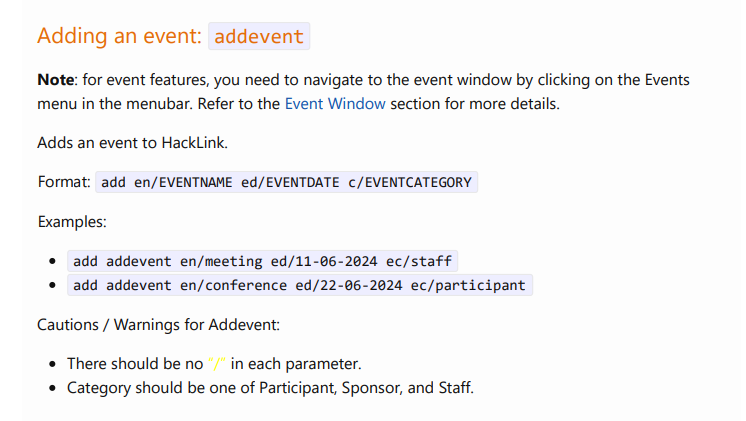 Adding an event: addevent
Note: for event features, you need to navigate to the event window by clicking on the Events
menu in the menubar. Refer to the Event Window section for more details.
Adds an event to HackLink.
Format: add en/EVENTNAME ed/EVENTDATE c/EVENTCATEGORY
Examples:
• add addevent en/meeting ed/11-06-2024 ec/staff
• add addevent en/conference ed/22-06-2024 ec/participant
Cautions / Warnings for Addevent:
• There should be no "/" in each parameter.
• Category should be one of Participant, Sponsor, and Staff.